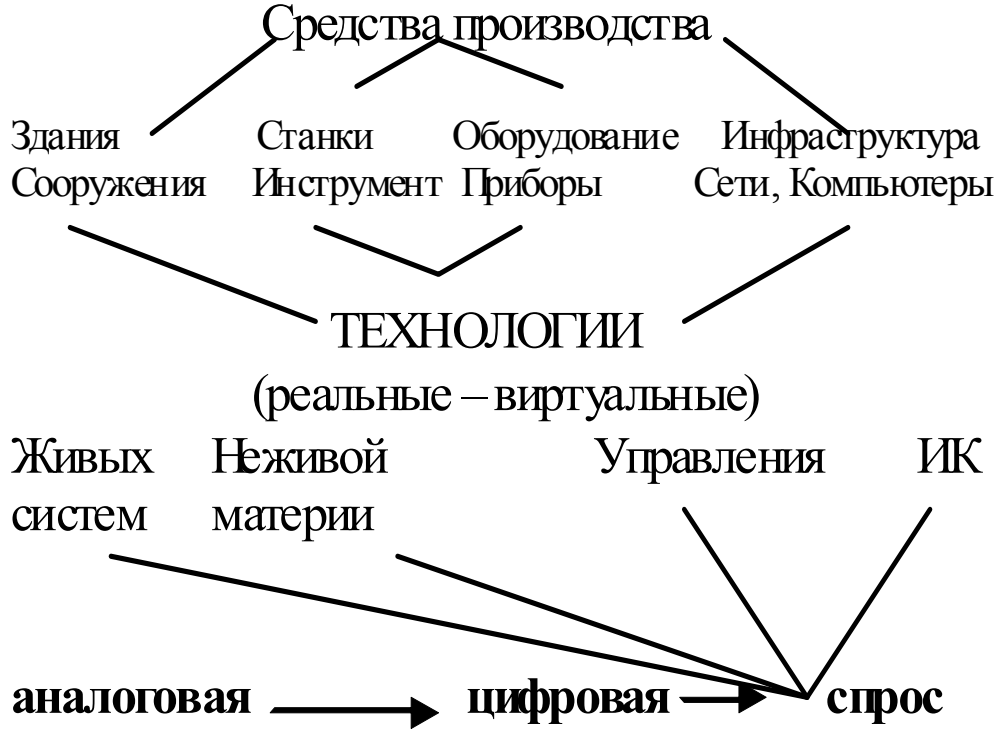 Средства производства
Здания Станки Оборудование Инфраструктура
Сооружения Инструмент Приборы Сети, Компьютеры
ТЕХНОЛОГИИ
(реальные – виртуальные)
Живых Неживой Управления ИК
систем материи
аналоговая цифровая спрос